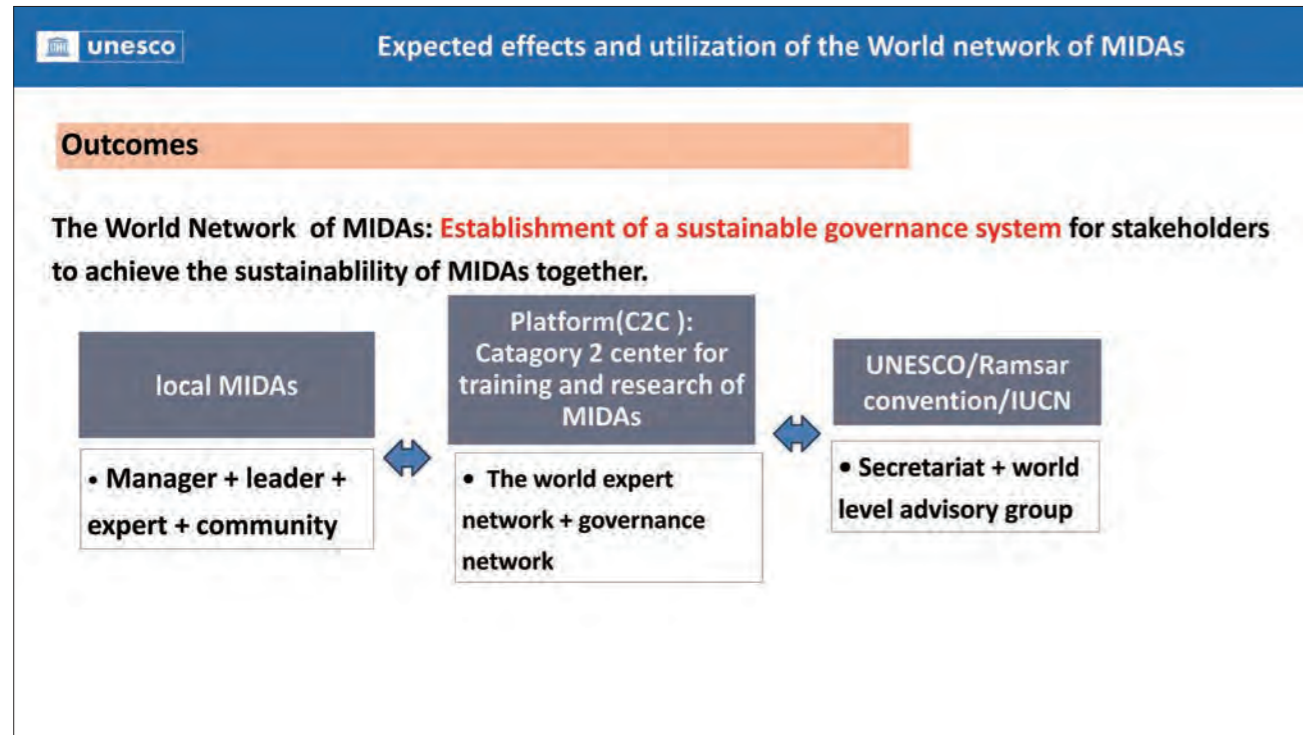 unesco
Expected effects and utilization of the World network of MIDAs
Outcomes
The World Network of MIDAs: Establishment of a sustainable governance system for stakeholders
to achieve the sustainablility of MIDAs together.
local MIDAs
• Manager + leader +
expert + community
Platform(C2C ):
Catagory 2 center for
training and research of
MIDAs
• The world expert
network + governance
network
UNESCO/Ramsar
convention/IUCN
• Secretariat + world
level advisory group